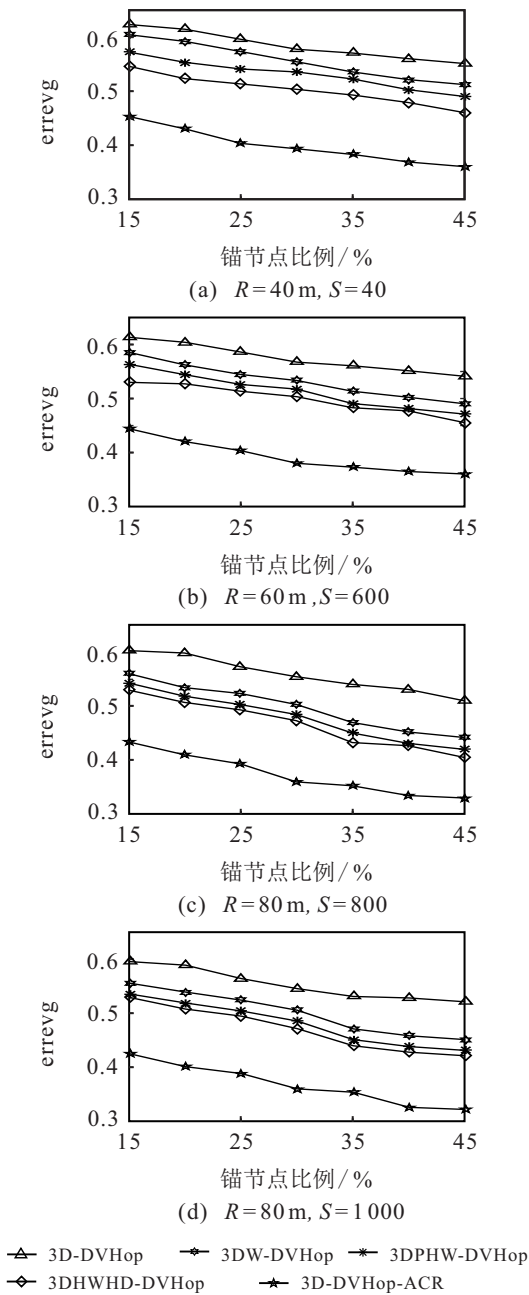 0.6
0.5
0.4
0.3
errevg
15 25 35 45
锚节点比例/%
(a) R=40 m, S=40
0.6
0.5
0.4
0.3
errevg
15 25 35 45
锚节点比例/%
(b) R=60 m ,S=600
0.6
0.5
0.4
0.3
errevg
15 25 35 45
锚节点比例/%
(c) R=80 m, S=800
0.6
0.5
0.4
0.3
errevg
15 25 35 45
锚节点比例/%
(d) R=80 m, S=1 000
3D-DVHop 3DW-DVHop 3DPHW-DVHop
3DHWHD-DVHop 3D-DVHop-ACR